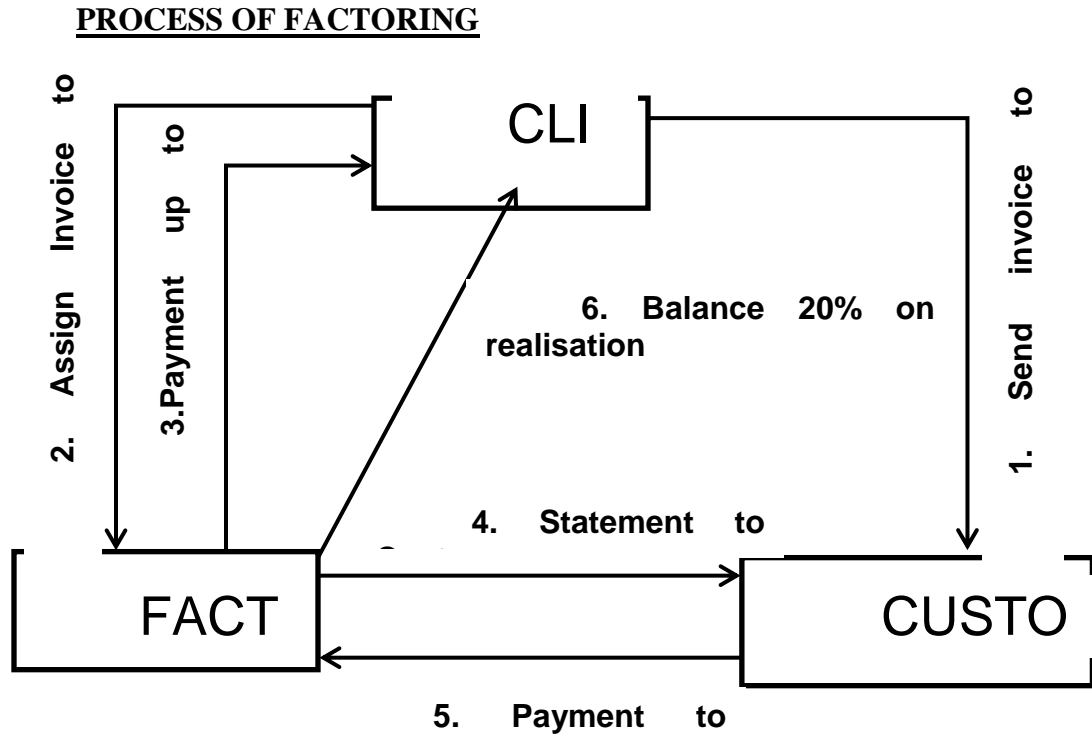 PROCESS OF FACTORING
CLI
2. Assign Invoice to
3.Payment up to
1. Send invoice to
6. Balance 20% on
realisation
4. Statement to
FACT
CUSTO
5. Payment to